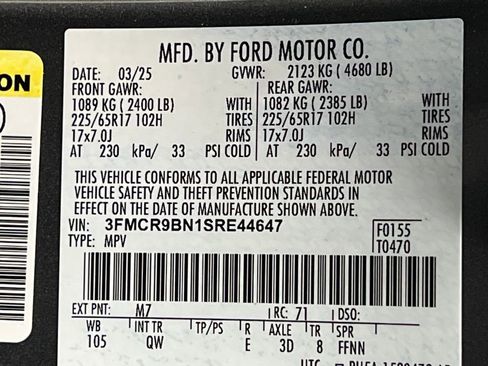 ON
MFD. BY FORD MOTOR CO.
DATE: 03/25 GVWR: 2123 KG ( 4680 LB)
FRONT GAWR: REAR GAWR:
1089 KG ( 2400 LB) WITH 1082 KG ( 2385 LB) WITH
225/65R17 102H TIRES 225/65R17 102H TIRES
17x7.0J RIMS 17x7.0J RIMS
AT 230 kPa/ 33 PSI COLD AT 230 kPa/ 33 PSI COLD
THIS VEHICLE CONFORMS TO ALL APPLICABLE FEDERAL MOTOR
VEHICLE SAFETY AND THEFT PREVENTION STANDARDS IN
EFFECT ON THE DATE OF MANUFACTURE SHOWN ABOVE.
VIN: 3FMCR9BN1SRE44647 F0155
TYPE: MPV T0470
EXT PNT: M7 RC: 71 DSO:
WB INT TR TP/PS R AXLE TR SPR
105 QW E 3D 8 FFNN
UTC